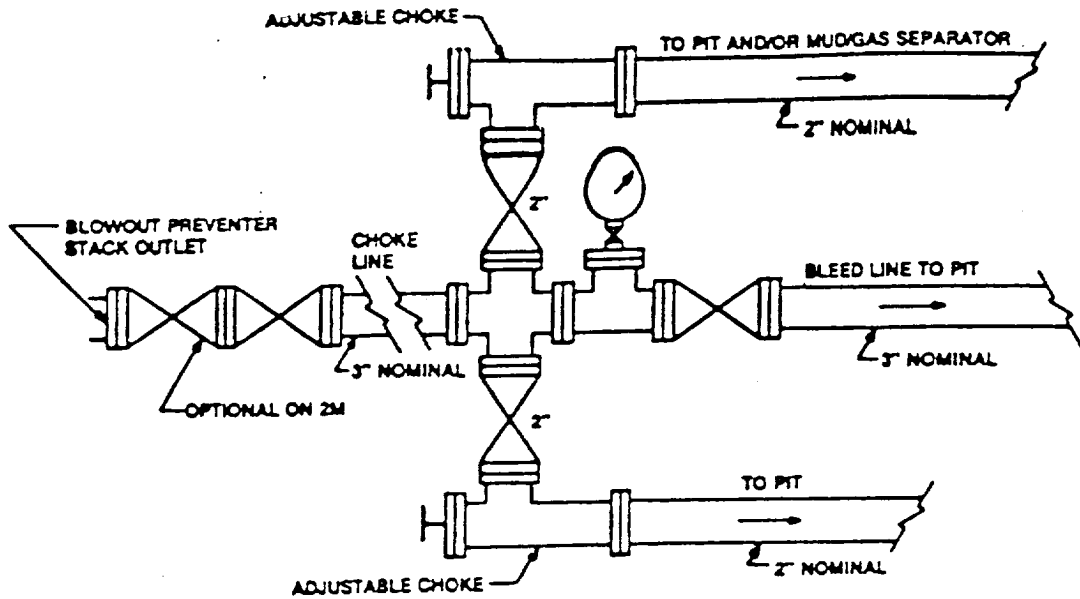 ADJUSTABLE CHOKE
TO PIT AND/OR MUD/GAS SEPARATOR
2" NOMINAL
2"
BLOWOUT PREVENTER
STACK OUTLET
CHOKE
LINE
BLEED LINE TO PIT
3" NOMINAL
3" NOMINAL
OPTIONAL ON 2M
2"
TO PIT
2" NOMINAL
ADJUSTABLE CHOKE